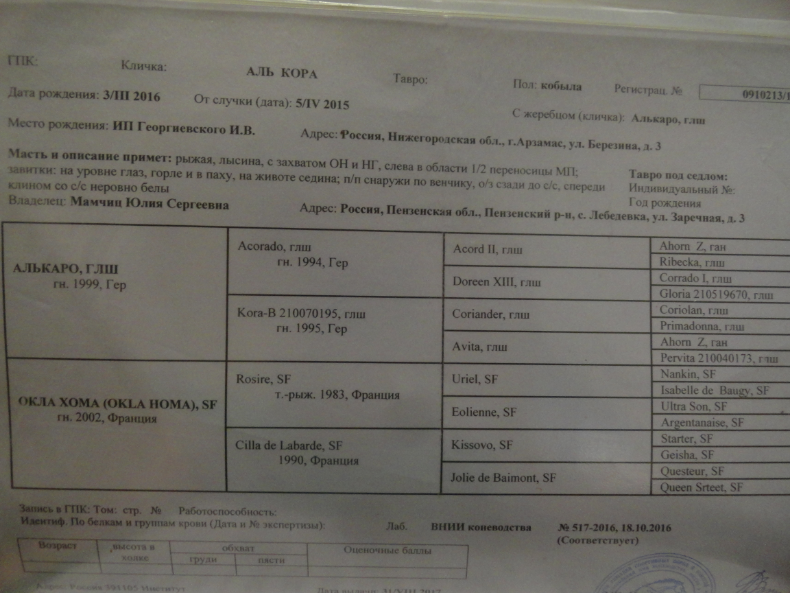 ГПК: Кличка: АЛЬ КОРА Тавро: Пол: кобыла Регистрац. № 0910213/1
Дата рождения: 3/III 2016 От случки (дата): 5/IV 2015 С жеребцом (кличка): Алькаро, глш
Место рождения: ИП Георгиевского И.В. Адрес: Россия, Нижегородская обл., г.Арзамас, ул. Березина, д. 3
Масть и описание примет: рыжая, лысина, с захватом ОН и НГ, слева в области 1/2 переносицы МП;
завитки: на уровне глаз, горле и в паху, на животе седина; п/п снаружи по венчику, о/з сзади до с/с, спереди
клином со с/с неровно белы
Тавро под седлом:
Индивидуальный №:
Год рождения
Владелец: Мамчиц Юлия Сергеевна Адрес: Россия, Пензенская обл., Пензенский р-н, с. Лебедевка, ул. Заречная, д. 3
АЛЬКАРО, ГЛШ
гн. 1999, Гер
Acorado, глш
гн. 1994, Гер
Kora-B 210070195, глш
гн. 1995, Гер
Acord II, глш
Doreen XIII, глш
Coriander, глш
Avita, глш
Ahorn Z, ган
Ribecka, глш
Corrado I, глш
Gloria 210519670, глш
Coriolan, глш
Primadonna, глш
Ahorn Z, ган
Pervita 210040173, глш
ОКЛА ХОМА (OKLA HOMA), SF
гн. 2002, Франция
Rosire, SF
т.-рыж. 1983, Франция
Cilla de Labarde, SF
1990, Франция
Uriel, SF
Eolienne, SF
Kissovo, SF
Jolie de Baimont, SF
Nankin, SF
Isabelle de Baugy, SF
Ultra Son, SF
Argentanaise, SF
Starter, SF
Geisha, SF
Questeur, SF
Queen Srteet, SF
Запись в ГПК: Том: стр. № Работоспособность:
Идентиф. По белкам и группам крови (Дата и № экспертизы): Лаб. ВНИИ коневодства № 517-2016, 18.10.2016
(Соответствует)
Возраст высота в холке обхват Оценочные баллы
груди пясти